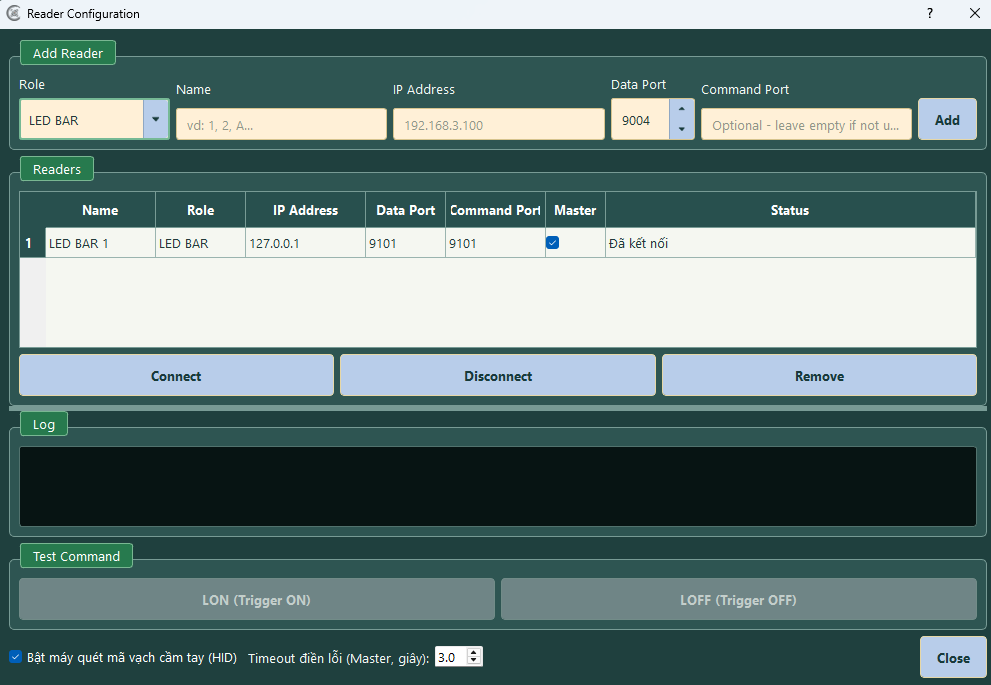 Reader Configuration
?
Add Reader
Role
Name
IP Address
Data Port
Command Port
LED BAR
vd: 1, 2, A...
192.168.3.100
9004
Optional - leave empty if not u...
Add
Readers
Name Role IP Address Data Port Command Port Master Status
1 LED BAR 1 LED BAR 127.0.0.1 9101 9101 Đã kết nối
Connect
Disconnect
Remove
Log
Test Command
LON (Trigger ON)
LOFF (Trigger OFF)
Bật máy quét mã vạch cầm tay (HID)
Timeout điền lỗi (Master, giây): 3.0
Close